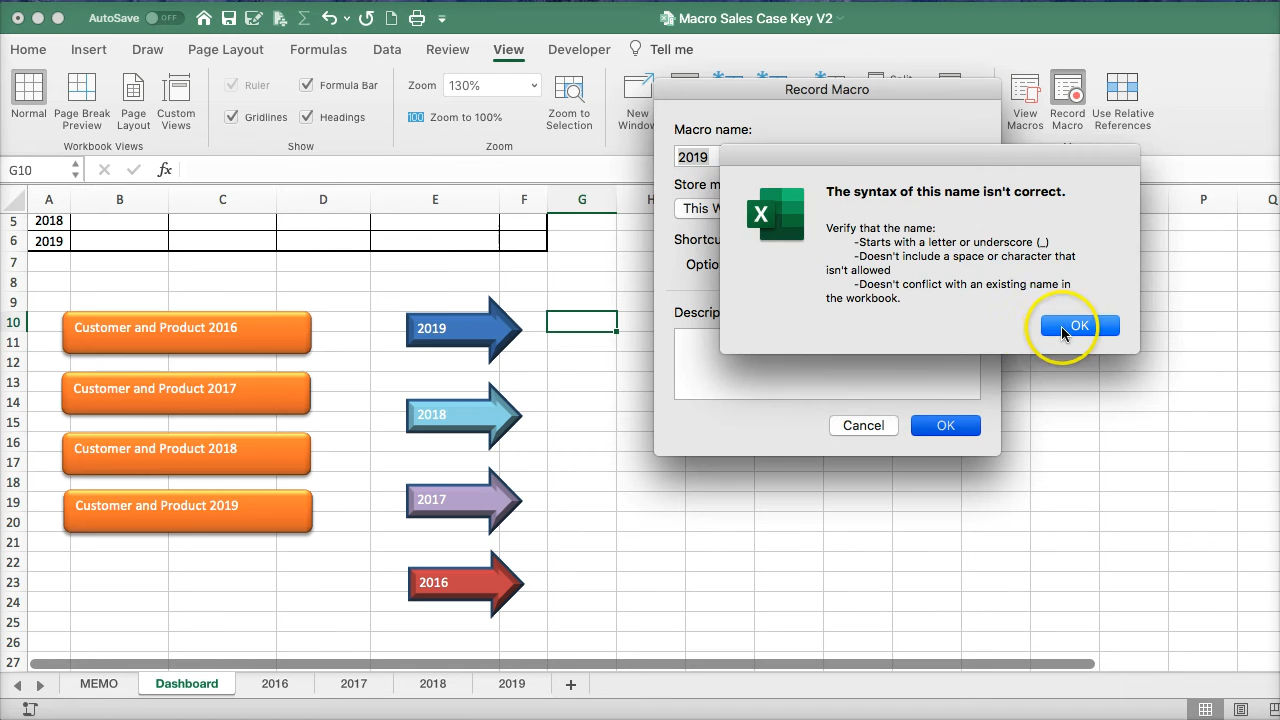 AutoSave OFF
Macro Sales Case Key V2
Home Insert Draw Page Layout Formulas Data Review View Developer Tell me
Normal
Page Break
Preview
Page
Layout
Custom
Views
Workbook Views
Ruler
Formula Bar
Gridlines
Headings
Show
Zoom 130%
100 Zoom to 100%
Zoom to
Selection
Zoom
New
Window
Split
View
Macros
Record
Macro
Use Relative
References
Record Macro
Macro name:
2019
Store m
This W
Shortcu
Optio
Descrip
Cancel OK
The syntax of this name isn't correct.
Verify that the name:
-Starts with a letter or underscore (_)
-Doesn't include a space or character that
isn't allowed
-Doesn't conflict with an existing name in
the workbook.
OK
X
G10 fx
A B C D E F G P Q
5 2018
6 2019
7
8
9
10
11
12
13
14
15
16
17
18
19
20
21
22
23
24
25
26
27
Customer and Product 2016
Customer and Product 2017
Customer and Product 2018
Customer and Product 2019
2019
2018
2017
2016
MEMO Dashboard 2016 2017 2018 2019 +